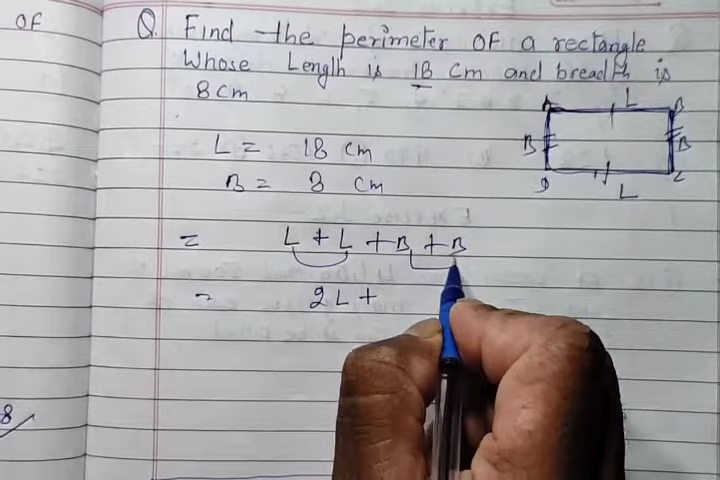 OF
Q. Find the perimeter OF a rectangle
Whose Length is 18 cm and breadth is
8 cm
A L B
B B
D L C
L = 18 cm
B = 8 cm
= L + L + B + B
= 2L +
8